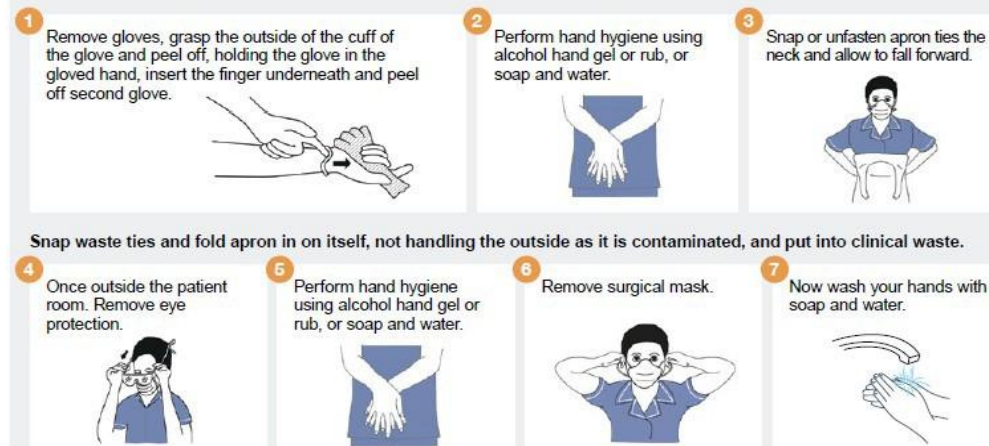 1
Remove gloves, grasp the outside of the cuff of
the glove and peel off, holding the glove in the
gloved hand, insert the finger underneath and peel
off second glove.
2
Perform hand hygiene using
alcohol hand gel or rub, or
soap and water.
3
Snap or unfasten apron ties the
neck and allow to fall forward.
Snap waste ties and fold apron in on itself, not handling the outside as it is contaminated, and put into clinical waste.
4
Once outside the patient
room. Remove eye
protection.
5
Perform hand hygiene
using alcohol hand gel or
rub, or soap and water.
6
Remove surgical mask.
7
Now wash your hands with
soap and water.